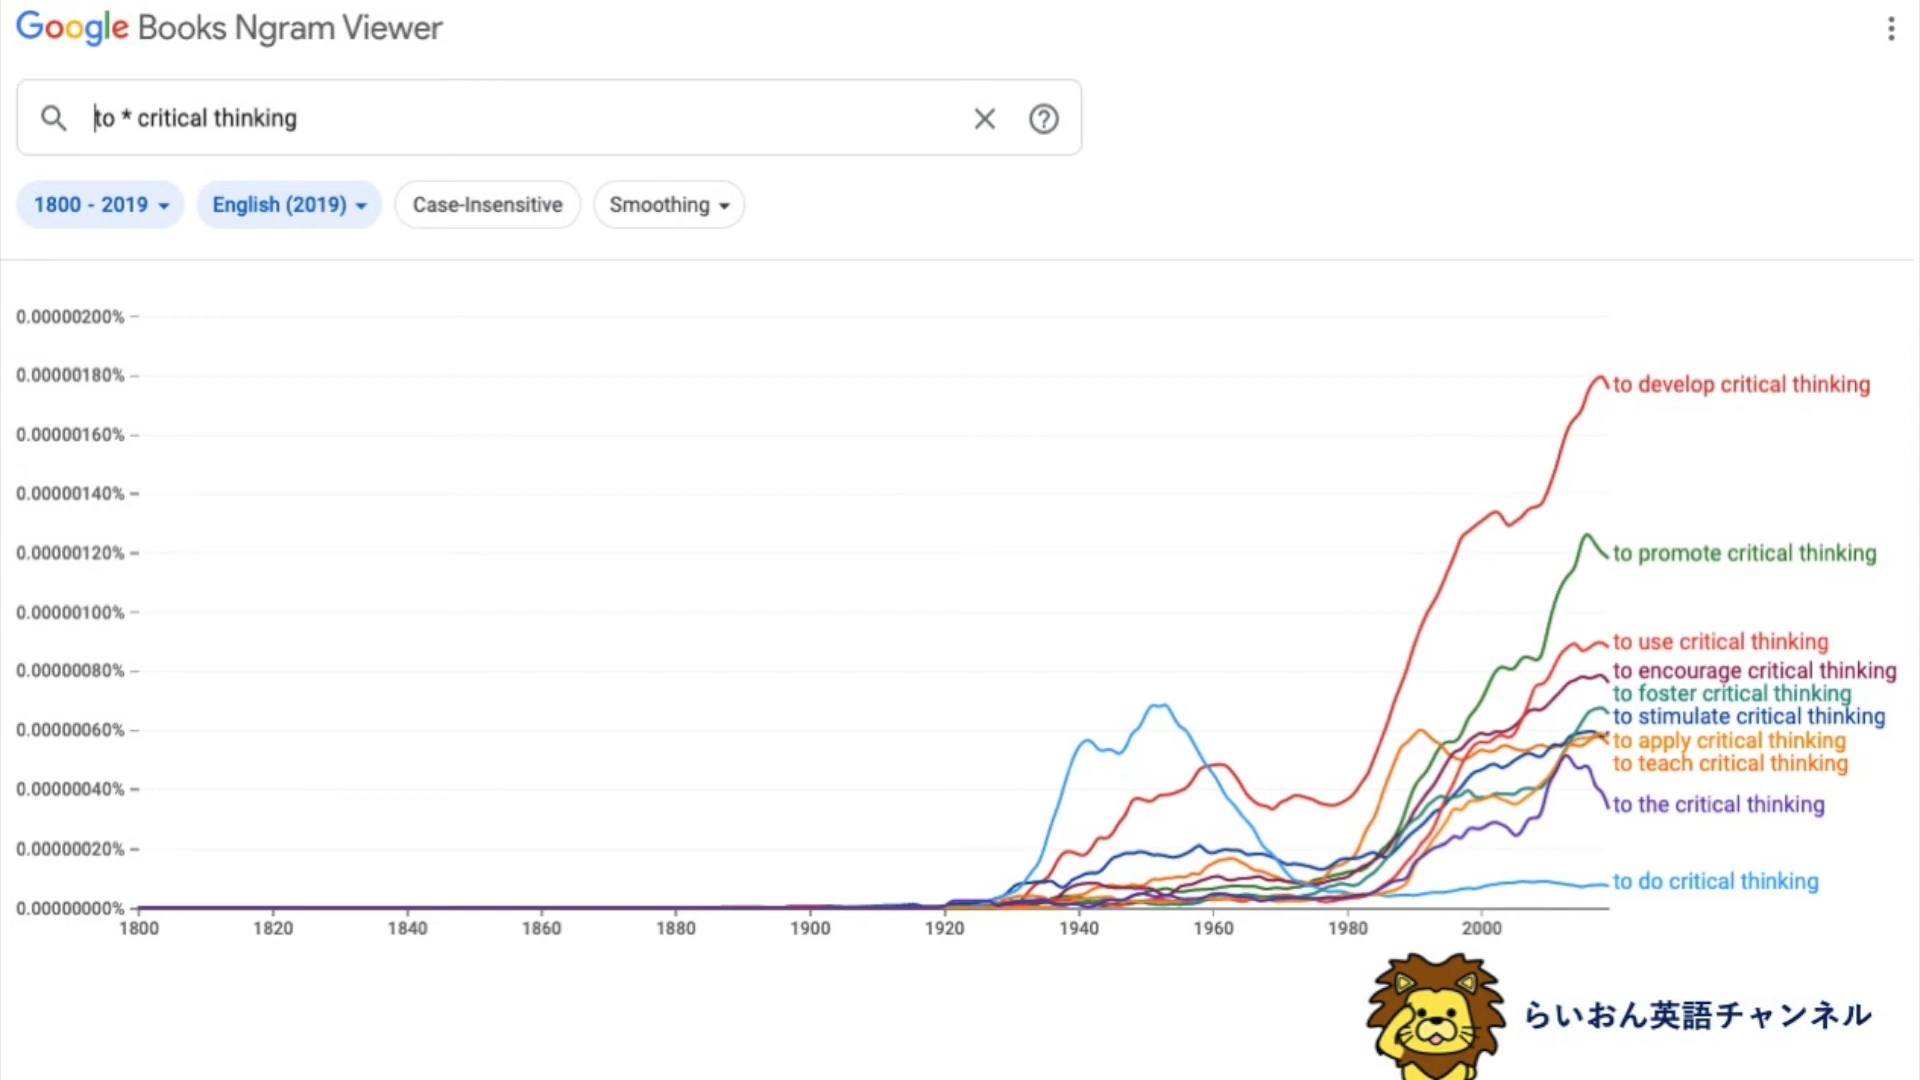 Google Books Ngram Viewer
to * critical thinking
1800 - 2019
English (2019)
Case-Insensitive
Smoothing
0.00000200%
0.00000180%
0.00000160%
0.00000140%
0.00000120%
0.00000100%
0.00000080%
0.00000060%
0.00000040%
0.00000020%
0.00000000%
to develop critical thinking
to promote critical thinking
to use critical thinking
to encourage critical thinking
to foster critical thinking
to stimulate critical thinking
to apply critical thinking
to teach critical thinking
to the critical thinking
to do critical thinking
1800 1820 1840 1860 1880 1900 1920 1940 1960 1980 2000
らいおん英語チャンネル